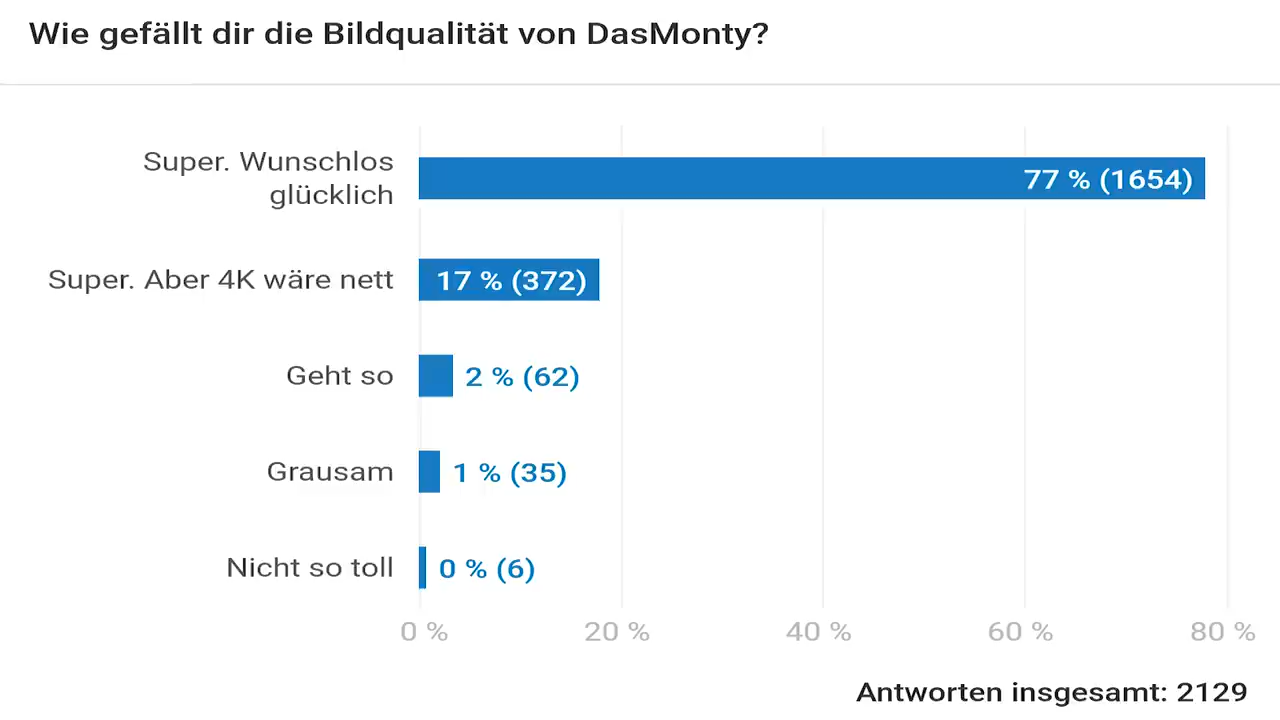 Wie gefällt dir die Bildqualität von DasMonty?
Super. Wunschlos
glücklich
77 % (1654)
Super. Aber 4K wäre nett
17 % (372)
Geht so
2 % (62)
Grausam
1 % (35)
Nicht so toll
0 % (6)
0 % 20 % 40 % 60 % 80 %
Antworten insgesamt: 2129